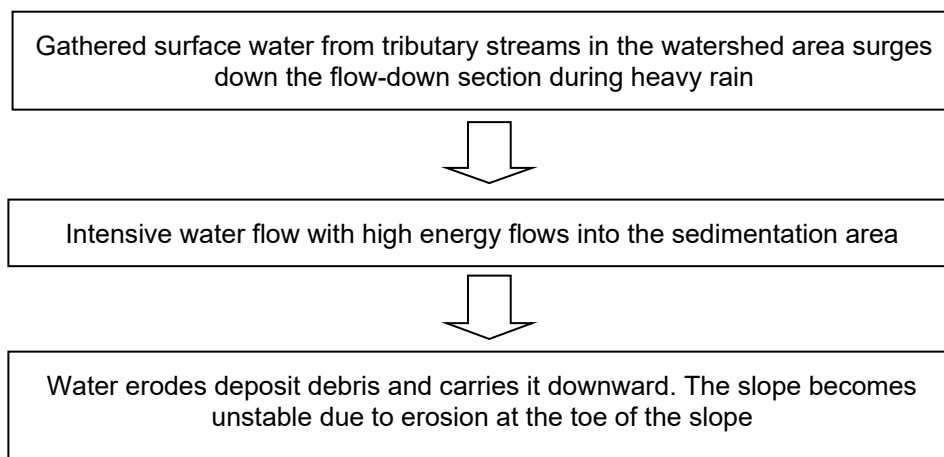 Gathered surface water from tributary streams in the watershed area surges
down the flow-down section during heavy rain
Intensive water flow with high energy flows into the sedimentation area
Water erodes deposit debris and carries it downward. The slope becomes
unstable due to erosion at the toe of the slope